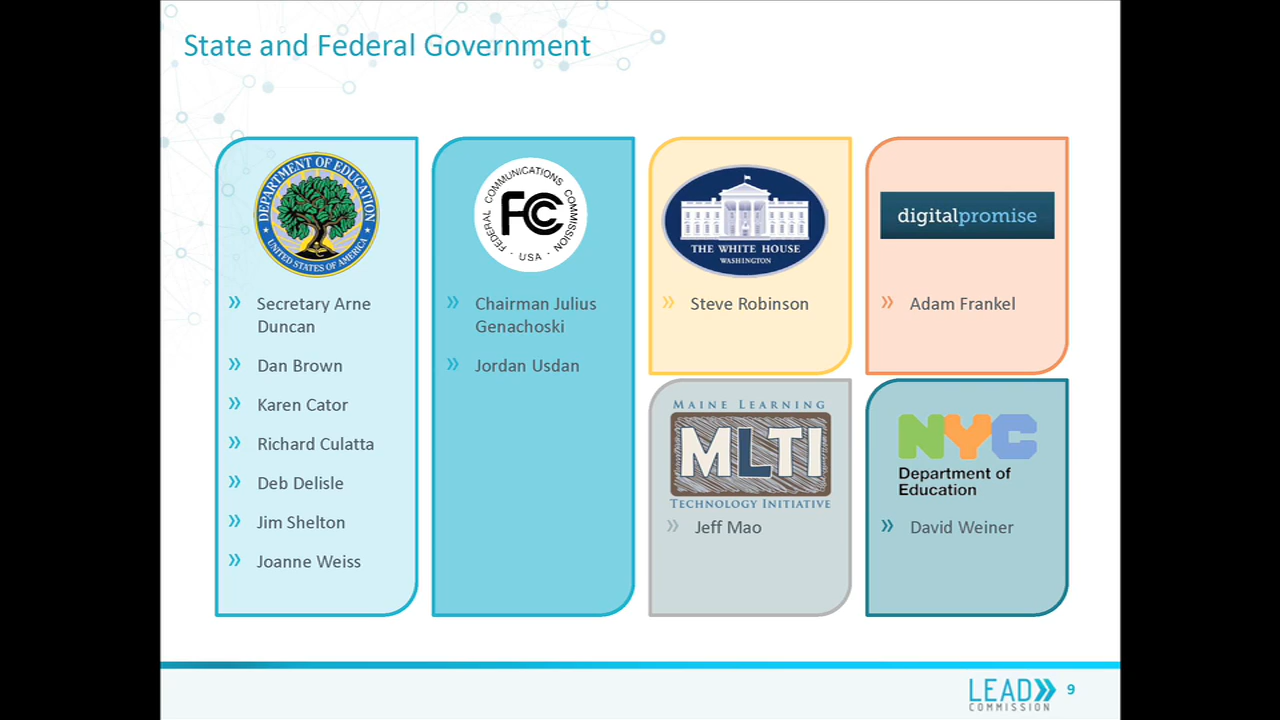 State and Federal Government
DEPARTMENT OF EDUCATION
UNITED STATES OF AMERICA
» Secretary Arne
Duncan
» Dan Brown
» Karen Cator
» Richard Culatta
» Deb Delisle
» Jim Shelton
» Joanne Weiss
FEDERAL COMMUNICATIONS COMMISSION
FCC
· USA ·
» Chairman Julius
Genachoski
» Jordan Usdan
THE WHITE HOUSE
WASHINGTON
» Steve Robinson
digitalpromise
» Adam Frankel
MAINE LEARNING
MLTI
TECHNOLOGY INITIATIVE
» Jeff Mao
NYC
Department of
Education
» David Weiner
LEAD
COMMISSION
9